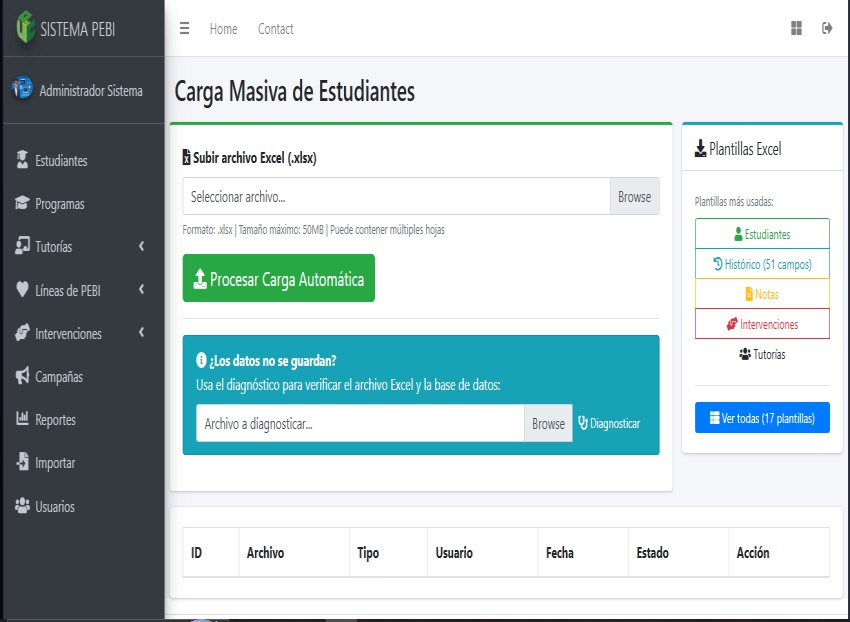 SISTEMA PEBI
Home
Contact
Administrador Sistema
Estudiantes
Programas
Tutorías
Líneas de PEBI
Intervenciones
Campañas
Reportes
Importar
Usuarios
Carga Masiva de Estudiantes
Subir archivo Excel (.xlsx)
Seleccionar archivo... Browse
Formato: .xlsx | Tamaño máximo: 50MB | Puede contener múltiples hojas
Procesar Carga Automática
¿Los datos no se guardan?
Usa el diagnóstico para verificar el archivo Excel y la base de datos:
Archivo a diagnosticar... Browse Diagnosticar
Plantillas Excel
Plantillas más usadas:
Estudiantes
Histórico (51 campos)
Notas
Intervenciones
Tutorías
Ver todas (17 plantillas)
ID Archivo Tipo Usuario Fecha Estado Acción